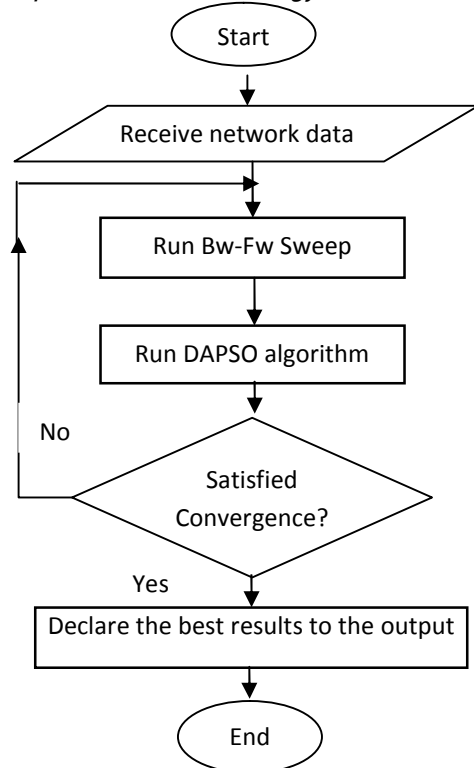 Start
Receive network data
Run Bw-Fw Sweep
Run DAPSO algorithm
No
Satisfied
Convergence?
Yes
Declare the best results to the output
End